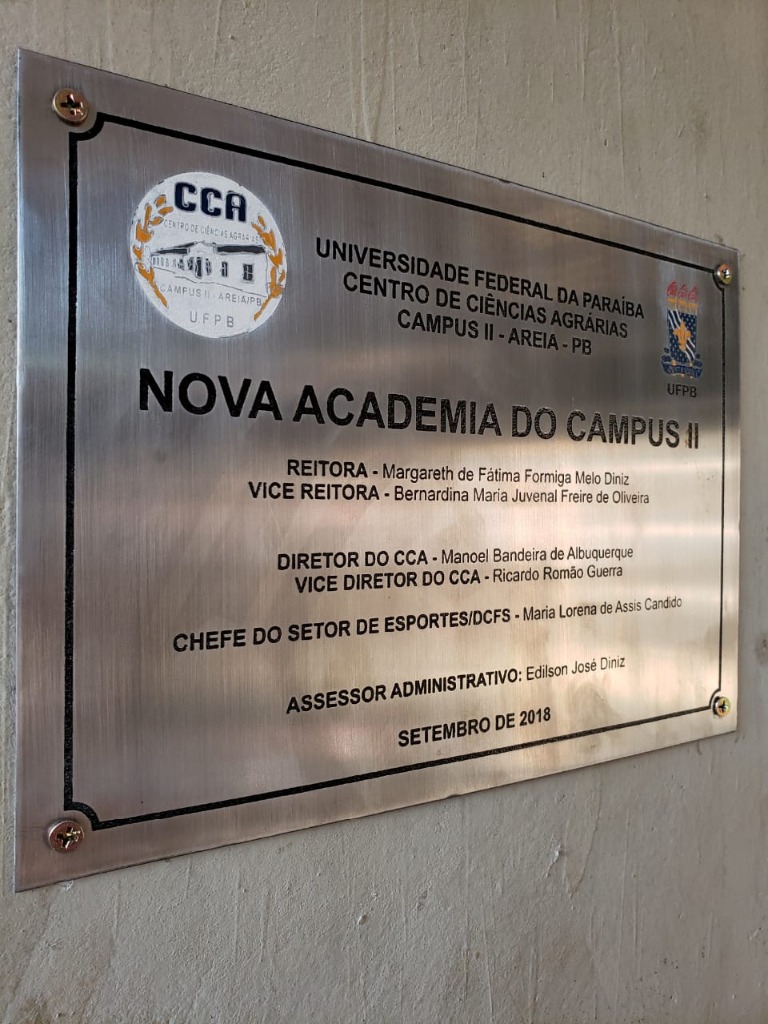 CCA
CENTRO DE CIÊNCIAS AGRÁRIAS
CAMPUS II - AREIA/PB
UFPB
UNIVERSIDADE FEDERAL DA PARAÍBA
CENTRO DE CIÊNCIAS AGRÁRIAS
CAMPUS II - AREIA - PB
UFPB
NOVA ACADEMIA DO CAMPUS II
REITORA - Margareth de Fátima Formiga Melo Diniz
VICE REITORA - Bernardina Maria Juvenal Freire de Oliveira
DIRETOR DO CCA - Manoel Bandeira de Albuquerque
VICE DIRETOR DO CCA - Ricardo Romão Guerra
CHEFE DO SETOR DE ESPORTES/DCFS - Maria Lorena de Assis Candido
ASSESSOR ADMINISTRATIVO: Edilson José Diniz
SETEMBRO DE 2018